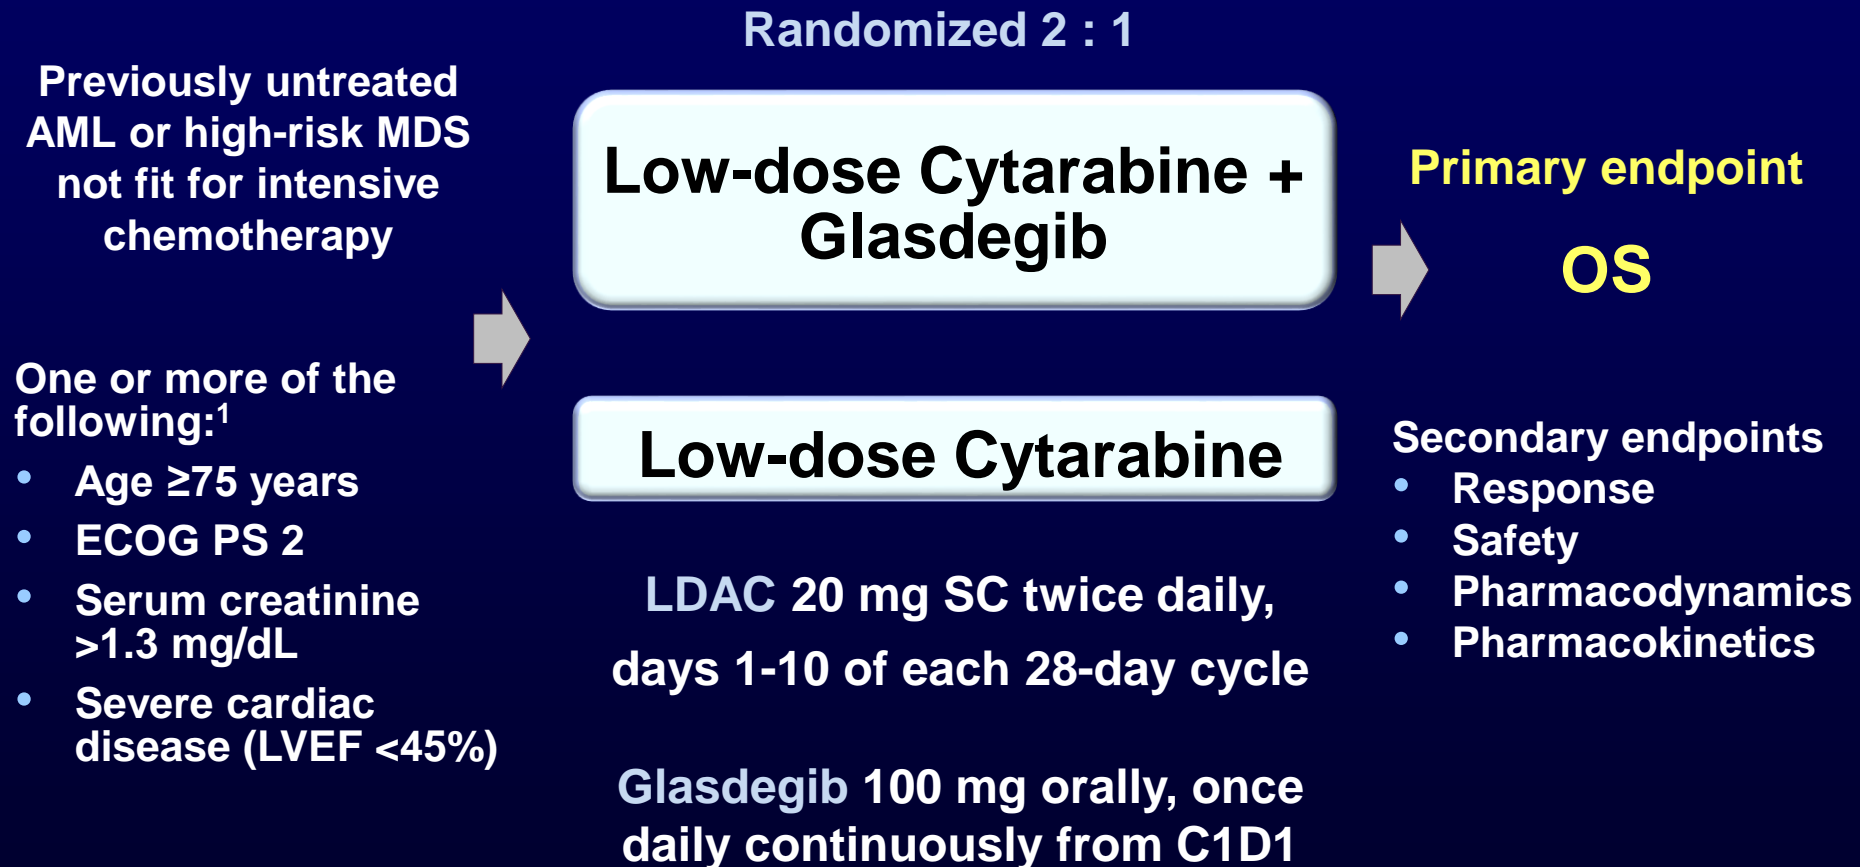 Randomized 2 : 1
Previously untreated
AML or high-risk MDS
not fit for intensive
chemotherapy
One or more of the
following:¹
• Age ≥75 years
• ECOG PS 2
• Serum creatinine
>1.3 mg/dL
• Severe cardiac
disease (LVEF <45%)
Low-dose Cytarabine +
Glasdegib
Low-dose Cytarabine
LDAC 20 mg SC twice daily,
days 1-10 of each 28-day cycle
Glasdegib 100 mg orally, once
daily continuously from C1D1
Primary endpoint
OS
Secondary endpoints
• Response
• Safety
• Pharmacodynamics
• Pharmacokinetics